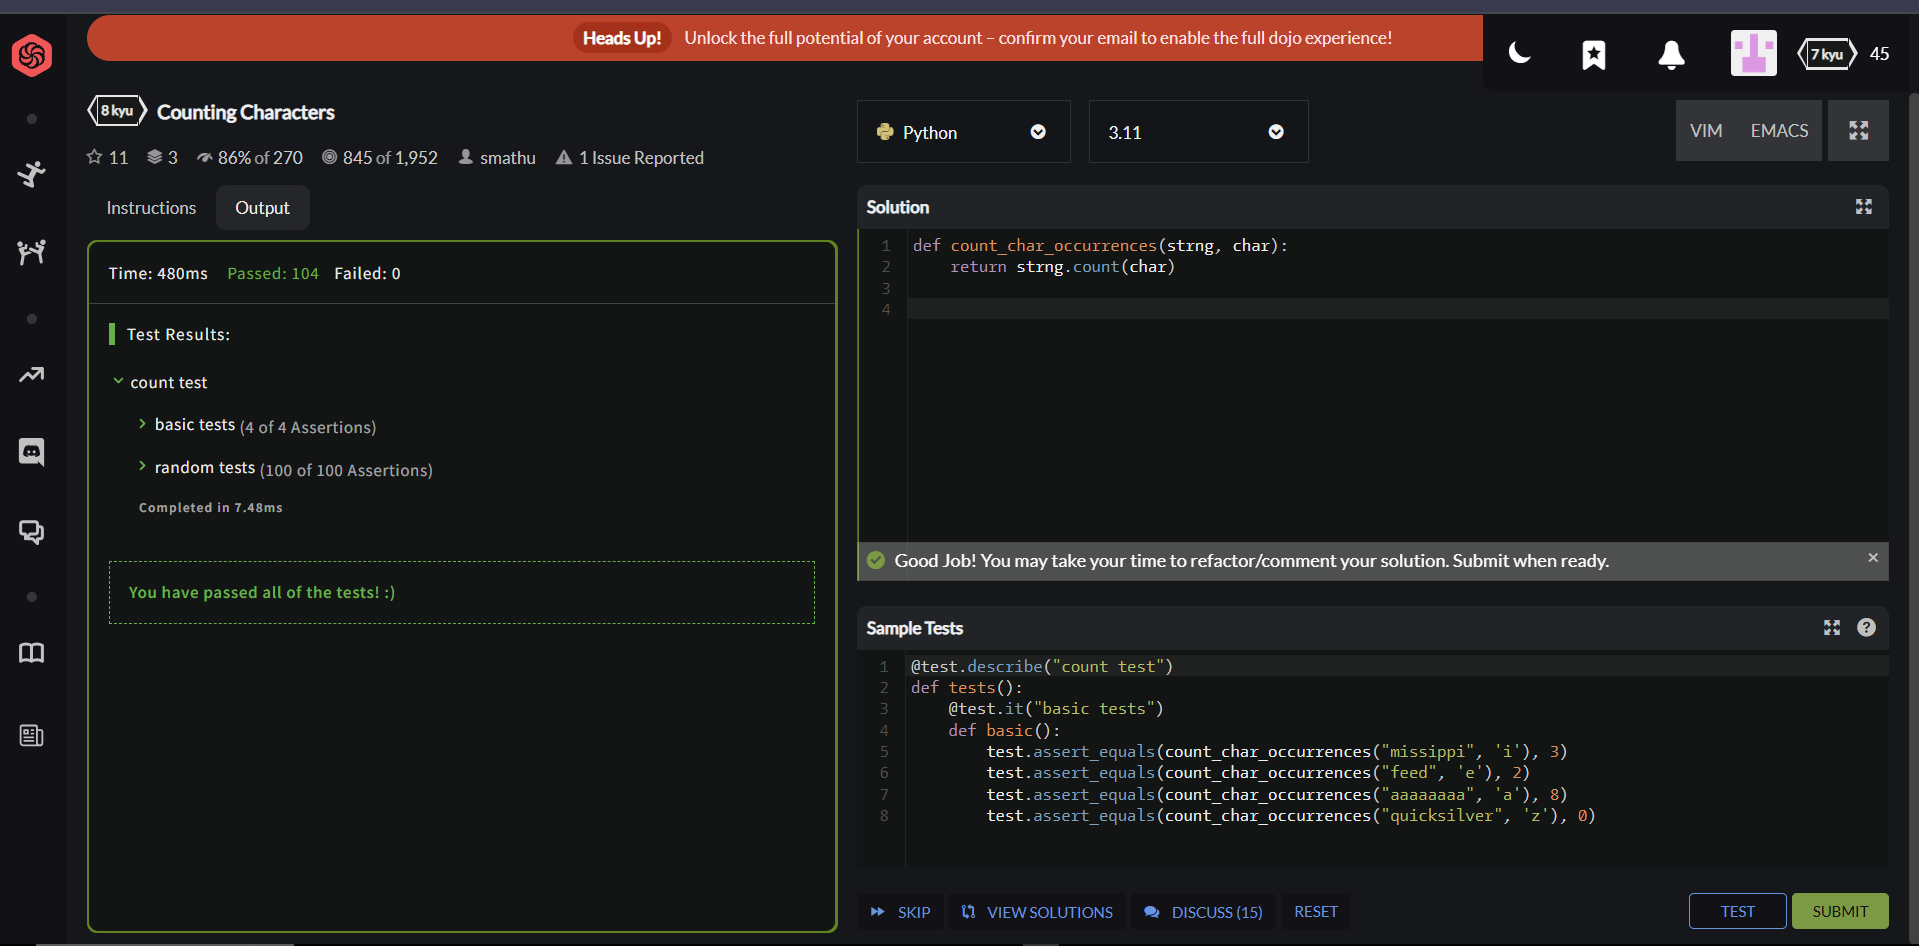 Heads Up! Unlock the full potential of your account – confirm your email to enable the full dojo experience!
7 kyu 45
8 kyu Counting Characters
11 3 86% of 270 845 of 1,952 smathu 1 Issue Reported
Instructions Output
Time: 480ms Passed: 104 Failed: 0
Test Results:
count test
basic tests (4 of 4 Assertions)
random tests (100 of 100 Assertions)
Completed in 7.48ms
You have passed all of the tests! :)
Python 3.11 VIM EMACS
Solution
1 def count_char_occurrences(strng, char):
2     return strng.count(char)
3
4
Good Job! You may take your time to refactor/comment your solution. Submit when ready. ×
Sample Tests ?
1 @test.describe("count test")
2 def tests():
3     @test.it("basic tests")
4     def basic():
5         test.assert_equals(count_char_occurrences("missippi", 'i'), 3)
6         test.assert_equals(count_char_occurrences("feed", 'e'), 2)
7         test.assert_equals(count_char_occurrences("aaaaaaaa", 'a'), 8)
8         test.assert_equals(count_char_occurrences("quicksilver", 'z'), 0)
SKIP VIEW SOLUTIONS DISCUSS (15) RESET TEST SUBMIT